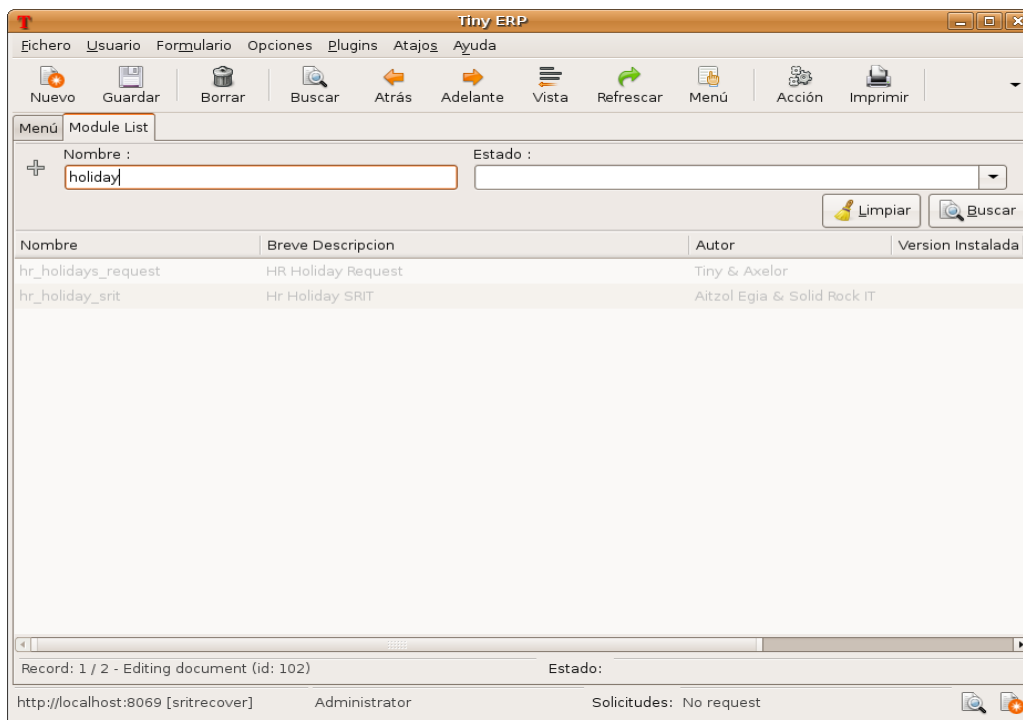 Tiny ERP
Fichero Usuario Formulario Opciones Plugins Atajos Ayuda
Nuevo Guardar Borrar Buscar Atrás Adelante Vista Refrescar Menú Acción Imprimir
Menú Module List
Nombre : Estado :
holiday
Limpiar Buscar
Nombre Breve Descripcion Autor Version Instalada
hr_holidays_request HR Holiday Request Tiny & Axelor
hr_holiday_srit Hr Holiday SRIT Aitzol Egia & Solid Rock IT
Record: 1 / 2 - Editing document (id: 102) Estado:
http://localhost:8069 [sritrecover] Administrator Solicitudes: No request